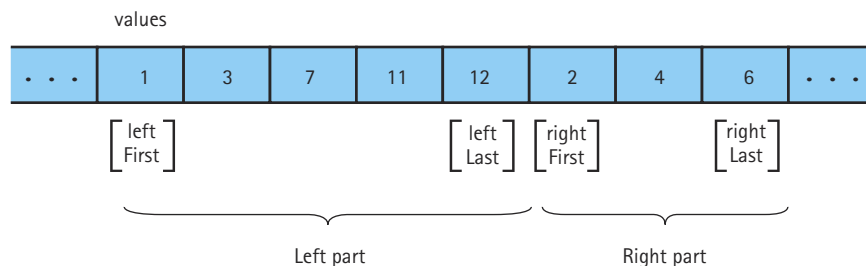 values
. . . 1 3 7 11 12 2 4 6 . . .
[left First] [left Last] [right First] [right Last]
Left part Right part